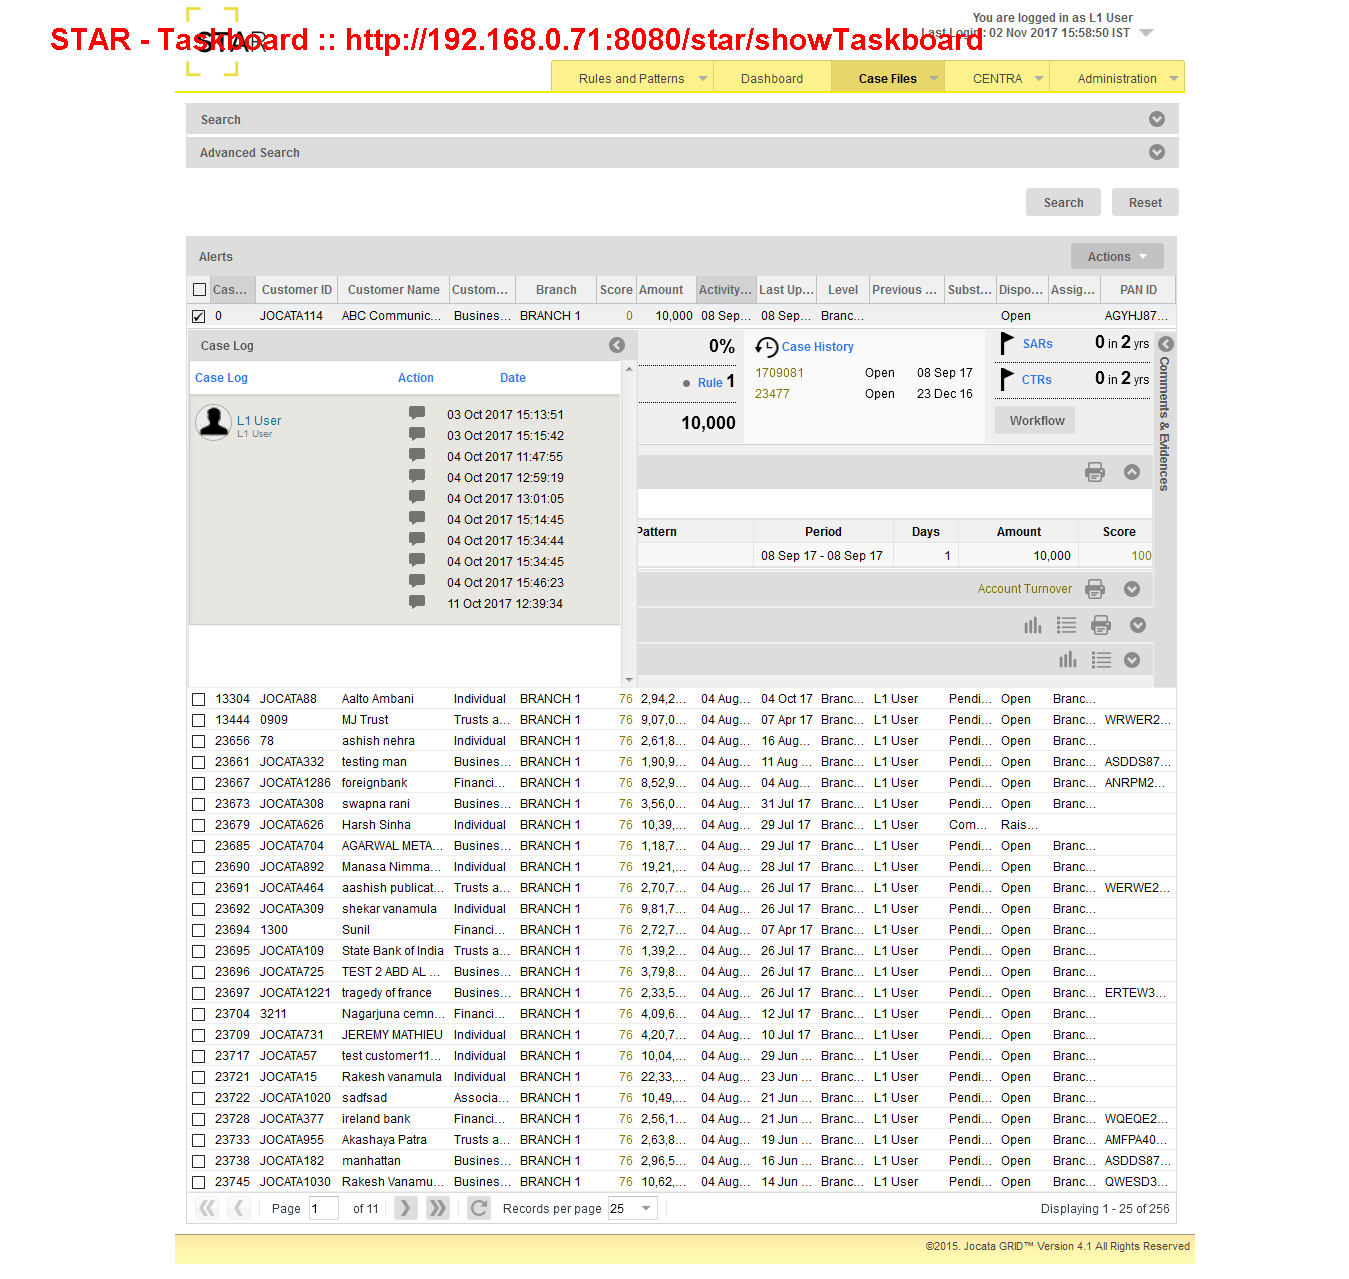 You are logged in as L1 User
STAR
STAR - Taskboard :: http://192.168.0.71:8080/star/showTaskboard
Last Login : 02 Nov 2017 15:58:50 IST
Rules and Patterns Dashboard Case Files CENTRA Administration
Search
Advanced Search
Search Reset
Alerts Actions
Cas... Customer ID Customer Name Custom... Branch Score Amount Activity... Last Up... Level Previous ... Subst... Dispo... Assig... PAN ID
0 JOCATA114 ABC Communic... Busines... BRANCH 1 0 10,000 08 Sep... 08 Sep... Branc... Open AGYHJ87...
Case Log
Case Log Action Date
L1 User
L1 User
03 Oct 2017 15:13:51
03 Oct 2017 15:15:42
04 Oct 2017 11:47:55
04 Oct 2017 12:59:19
04 Oct 2017 13:01:05
04 Oct 2017 15:14:45
04 Oct 2017 15:34:44
04 Oct 2017 15:34:45
04 Oct 2017 15:46:23
11 Oct 2017 12:39:34
0%
Rule 1
10,000
Case History
1709081 Open 08 Sep 17
23477 Open 23 Dec 16
SARs 0 in 2 yrs
CTRs 0 in 2 yrs
Workflow
Comments & Evidences
Pattern Period Days Amount Score
08 Sep 17 - 08 Sep 17 1 10,000 100
Account Turnover
13304 JOCATA88 Aalto Ambani Individual BRANCH 1 76 2,94,2... 04 Aug... 04 Oct 17 Branc... L1 User Pendi... Open Branc...
13444 0909 MJ Trust Trusts a... BRANCH 1 76 9,07,0... 04 Aug... 07 Apr 17 Branc... L1 User Pendi... Open Branc... WRWER2...
23656 78 ashish nehra Individual BRANCH 1 76 2,61,8... 04 Aug... 16 Aug... Branc... L1 User Pendi... Open Branc...
23661 JOCATA332 testing man Busines... BRANCH 1 76 1,90,9... 04 Aug... 11 Aug ... Branc... L1 User Pendi... Open Branc... ASDDS87...
23667 JOCATA1286 foreignbank Financi... BRANCH 1 76 8,52,9... 04 Aug... 04 Aug... Branc... L1 User Pendi... Open Branc... ANRPM2...
23673 JOCATA308 swapna rani Busines... BRANCH 1 76 3,56,0... 04 Aug... 31 Jul 17 Branc... L1 User Pendi... Open Branc...
23679 JOCATA626 Harsh Sinha Individual BRANCH 1 76 10,39,... 04 Aug... 29 Jul 17 Branc... L1 User Com... Rais...
23685 JOCATA704 AGARWAL META... Busines... BRANCH 1 76 1,18,7... 04 Aug... 29 Jul 17 Branc... L1 User Pendi... Open Branc...
23690 JOCATA892 Manasa Nimma... Individual BRANCH 1 76 19,21,... 04 Aug... 28 Jul 17 Branc... L1 User Pendi... Open Branc...
23691 JOCATA464 aashish publicat... Trusts a... BRANCH 1 76 2,70,7... 04 Aug... 26 Jul 17 Branc... L1 User Pendi... Open Branc... WERWE2...
23692 JOCATA309 shekar vanamula Individual BRANCH 1 76 9,81,7... 04 Aug... 26 Jul 17 Branc... L1 User Pendi... Open Branc...
23694 1300 Sunil Financi... BRANCH 1 76 2,72,7... 04 Aug... 07 Apr 17 Branc... L1 User Pendi... Open Branc...
23695 JOCATA109 State Bank of India Trusts a... BRANCH 1 76 1,39,2... 04 Aug... 26 Jul 17 Branc... L1 User Pendi... Open Branc...
23696 JOCATA725 TEST 2 ABD AL ... Busines... BRANCH 1 76 3,79,8... 04 Aug... 26 Jul 17 Branc... L1 User Pendi... Open Branc...
23697 JOCATA1221 tragedy of france Busines... BRANCH 1 76 2,33,5... 04 Aug... 26 Jul 17 Branc... L1 User Pendi... Open Branc... ERTEW3...
23704 3211 Nagarjuna cemn... Financi... BRANCH 1 76 4,09,6... 04 Aug... 12 Jul 17 Branc... L1 User Pendi... Open Branc...
23709 JOCATA731 JEREMY MATHIEU Individual BRANCH 1 76 4,20,7... 04 Aug... 10 Jul 17 Branc... L1 User Pendi... Open Branc...
23717 JOCATA57 test customer11... Individual BRANCH 1 76 10,04,... 04 Aug... 29 Jun ... Branc... L1 User Pendi... Open Branc...
23721 JOCATA15 Rakesh vanamula Individual BRANCH 1 76 22,33,... 04 Aug... 23 Jun ... Branc... L1 User Pendi... Open Branc...
23722 JOCATA1020 sadfsad Associa... BRANCH 1 76 10,49,... 04 Aug... 21 Jun ... Branc... L1 User Pendi... Open Branc...
23728 JOCATA377 ireland bank Financi... BRANCH 1 76 2,56,1... 04 Aug... 21 Jun ... Branc... L1 User Pendi... Open Branc... WQEQE2...
23733 JOCATA955 Akashaya Patra Trusts a... BRANCH 1 76 2,63,8... 04 Aug... 19 Jun ... Branc... L1 User Pendi... Open Branc... AMFPA40...
23738 JOCATA182 manhattan Busines... BRANCH 1 76 2,96,5... 04 Aug... 16 Jun ... Branc... L1 User Pendi... Open Branc... ASDDS87...
23745 JOCATA1030 Rakesh Vanamu... Busines... BRANCH 1 76 10,62,... 04 Aug... 14 Jun ... Branc... L1 User Pendi... Open Branc... QWESD3...
Page 1 of 11 Records per page 25 Displaying 1 - 25 of 256
©2015. Jocata GRID™ Version 4.1 All Rights Reserved